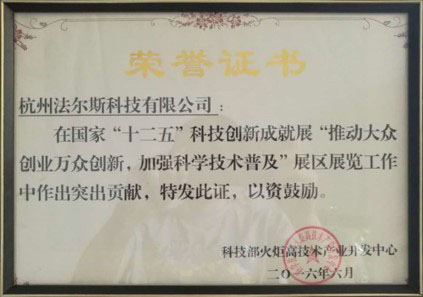 荣誉证书
杭州法尔斯科技有限公司：
在国家“十二五”科技创新成就展“推动大众
创业万众创新，加强科学技术普及”展区展览工作
中作出突出贡献，特发此证，以资鼓励。
科技部火炬高技术产业开发中心
二〇一六年六月